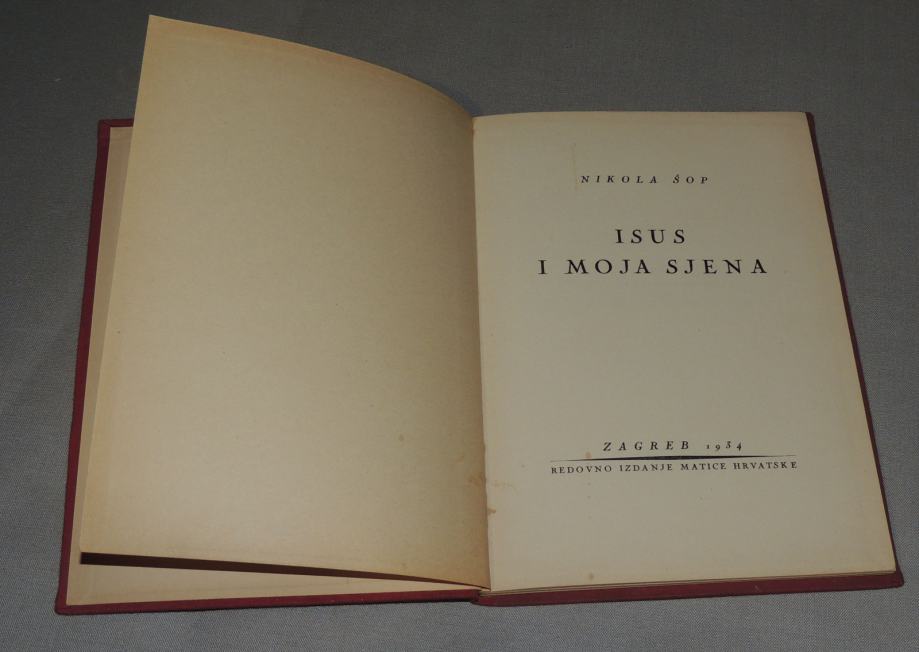 NIKOLA ŠOP
ISUS
I MOJA SJENA
ZAGREB 1934
REDOVNO IZDANJE MATICE HRVATSKE